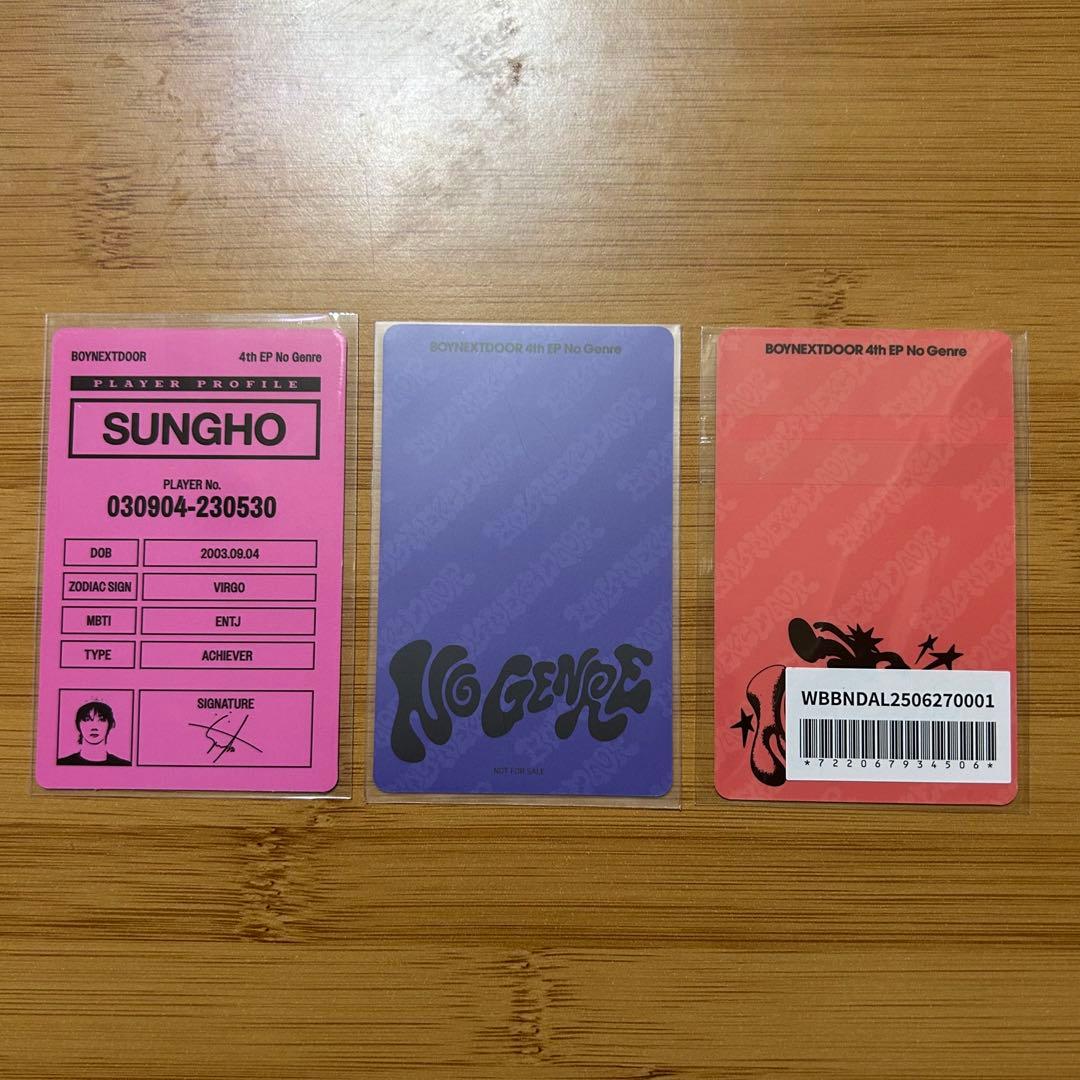 BOYNEXTDOOR 4th EP No Genre
PLAYER PROFILE
SUNGHO
PLAYER No.
030904-230530
DOB 2003.09.04
ZODIAC SIGN VIRGO
MBTI ENTJ
TYPE ACHIEVER
SIGNATURE
BOYNEXTDOOR 4th EP No Genre
NO GENRE
NOT FOR SALE
BOYNEXTDOOR 4th EP No Genre
WBBNDAL2506270001
*722067934506*